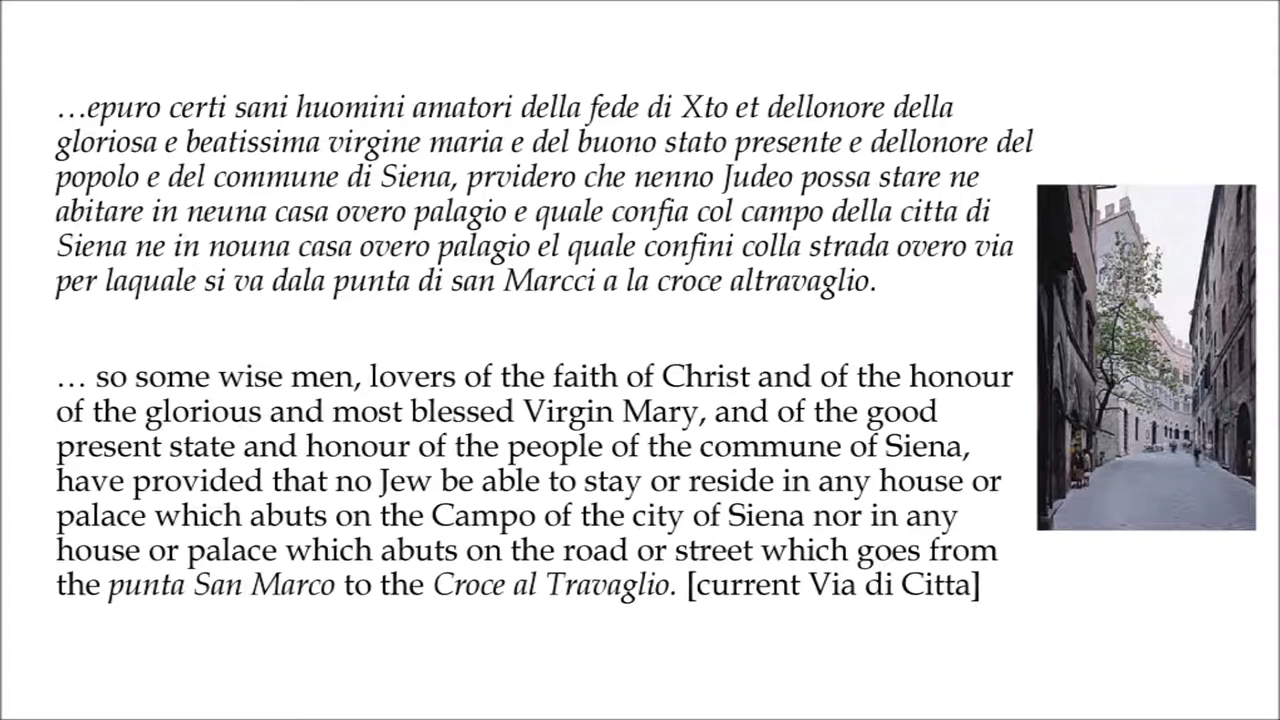 …epuro certi sani huomini amatori della fede di Xto et dellonore della
gloriosa e beatissima virgine maria e del buono stato presente e dellonore del
popolo e del commune di Siena, prvidero che nenno Judeo possa stare ne
abitare in neuna casa overo palagio e quale confia col campo della citta di
Siena ne in nouna casa overo palagio el quale confini colla strada overo via
per laquale si va dala punta di san Marcci a la croce altravaglio.
… so some wise men, lovers of the faith of Christ and of the honour
of the glorious and most blessed Virgin Mary, and of the good
present state and honour of the people of the commune of Siena,
have provided that no Jew be able to stay or reside in any house or
palace which abuts on the Campo of the city of Siena nor in any
house or palace which abuts on the road or street which goes from
the punta San Marco to the Croce al Travaglio. [current Via di Citta]